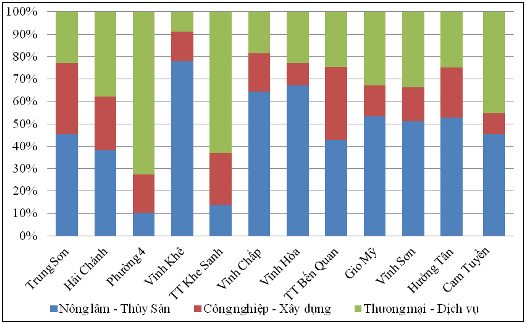 100%
90%
80%
70%
60%
50%
40%
30%
20%
10%
0%
Trung Sơn
Hải Chánh
Phường 4
Vĩnh Khê
TT Khe Sanh
Vĩnh Chấp
Vĩnh Hòa
TT Bến Quan
Gio Mỹ
Vĩnh Sơn
Hướng Tân
Cam Tuyền
Nông lâm - Thủy Sản Công nghiệp - Xây dựng Thương mại - Dịch vụ